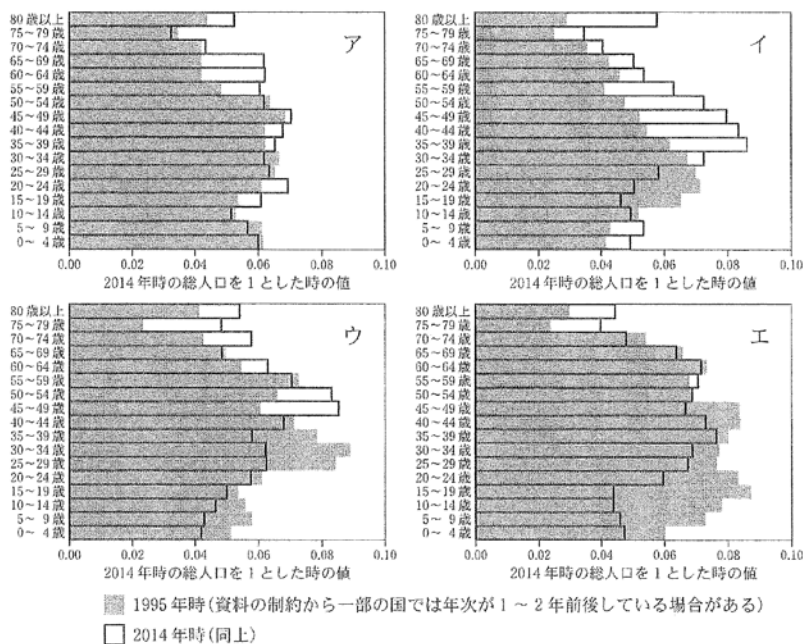 ア
80歳以上
75～79歳
70～74歳
65～69歳
60～64歳
55～59歳
50～54歳
45～49歳
40～44歳
35～39歳
30～34歳
25～29歳
20～24歳
15～19歳
10～14歳
5～ 9歳
0～ 4歳
0.00 0.02 0.04 0.06 0.08 0.10
2014年時の総人口を1とした時の値
イ
80歳以上
75～79歳
70～74歳
65～69歳
60～64歳
55～59歳
50～54歳
45～49歳
40～44歳
35～39歳
30～34歳
25～29歳
20～24歳
15～19歳
10～14歳
5～ 9歳
0～ 4歳
0.00 0.02 0.04 0.06 0.08 0.10
2014年時の総人口を1とした時の値
ウ
80歳以上
75～79歳
70～74歳
65～69歳
60～64歳
55～59歳
50～54歳
45～49歳
40～44歳
35～39歳
30～34歳
25～29歳
20～24歳
15～19歳
10～14歳
5～ 9歳
0～ 4歳
0.00 0.02 0.04 0.06 0.08 0.10
2014年時の総人口を1とした時の値
エ
80歳以上
75～79歳
70～74歳
65～69歳
60～64歳
55～59歳
50～54歳
45～49歳
40～44歳
35～39歳
30～34歳
25～29歳
20～24歳
15～19歳
10～14歳
5～ 9歳
0～ 4歳
0.00 0.02 0.04 0.06 0.08 0.10
2014年時の総人口を1とした時の値
1995年時(資料の制約から一部の国では年次が1～2年前後している場合がある)
2014年時(同上)